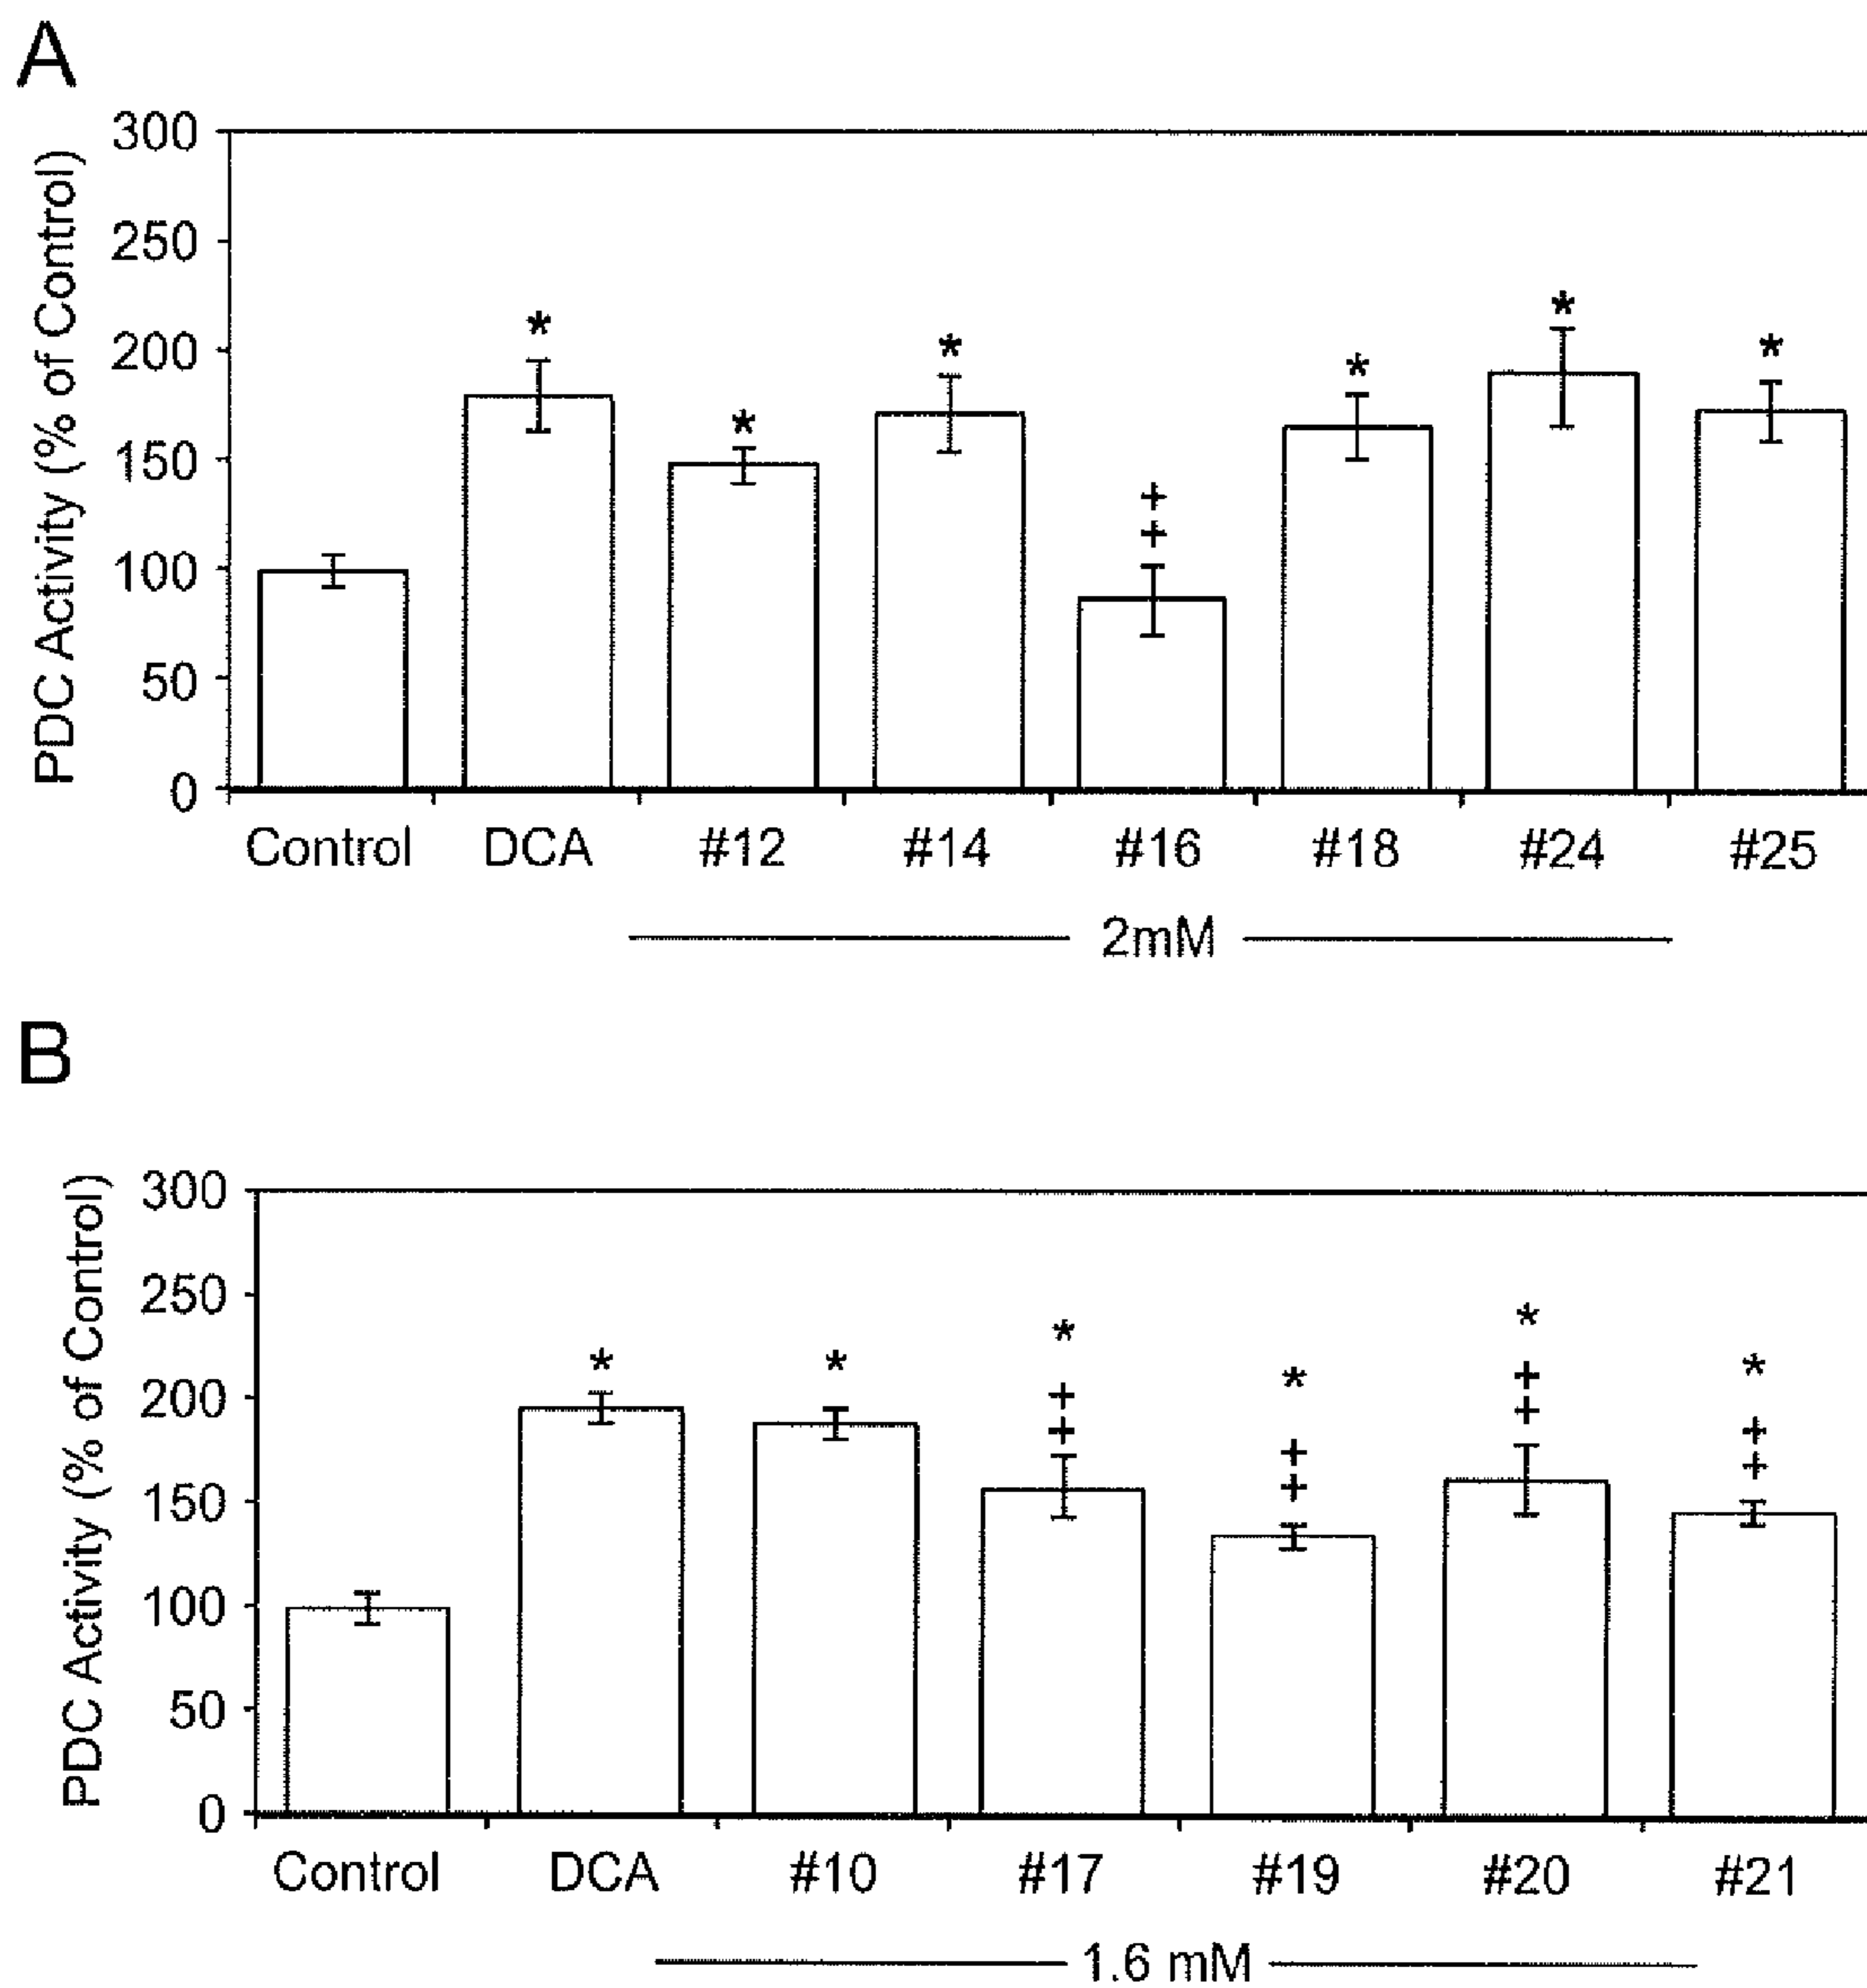 A
PDC Activity (% of Control)
300
250
200
150
100
50
0
* * * + + * * *
Control DCA #12 #14 #16 #18 #24 #25
2mM
B
PDC Activity (% of Control)
300
250
200
150
100
50
0
* * * + + * + + * + + * + +
Control DCA #10 #17 #19 #20 #21
1.6 mM